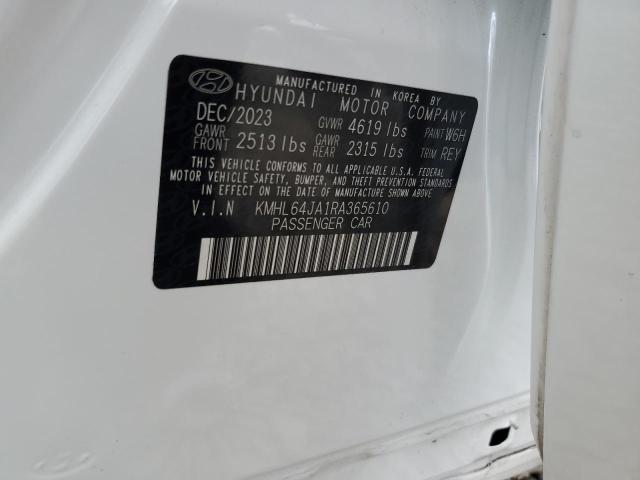 MANUFACTURED IN KOREA BY
HYUNDAI MOTOR COMPANY
DEC/2023 GVWR 4619 lbs PAINT W6H
GAWR FRONT 2513 lbs GAWR REAR 2315 lbs TRIM REY
THIS VEHICLE CONFORMS TO ALL APPLICABLE U.S.A. FEDERAL
MOTOR VEHICLE SAFETY, BUMPER, AND THEFT PREVENTION STANDARDS
IN EFFECT ON THE DATE OF MANUFACTURE SHOWN ABOVE
V.I.N KMHL64JA1RA365610
PASSENGER CAR